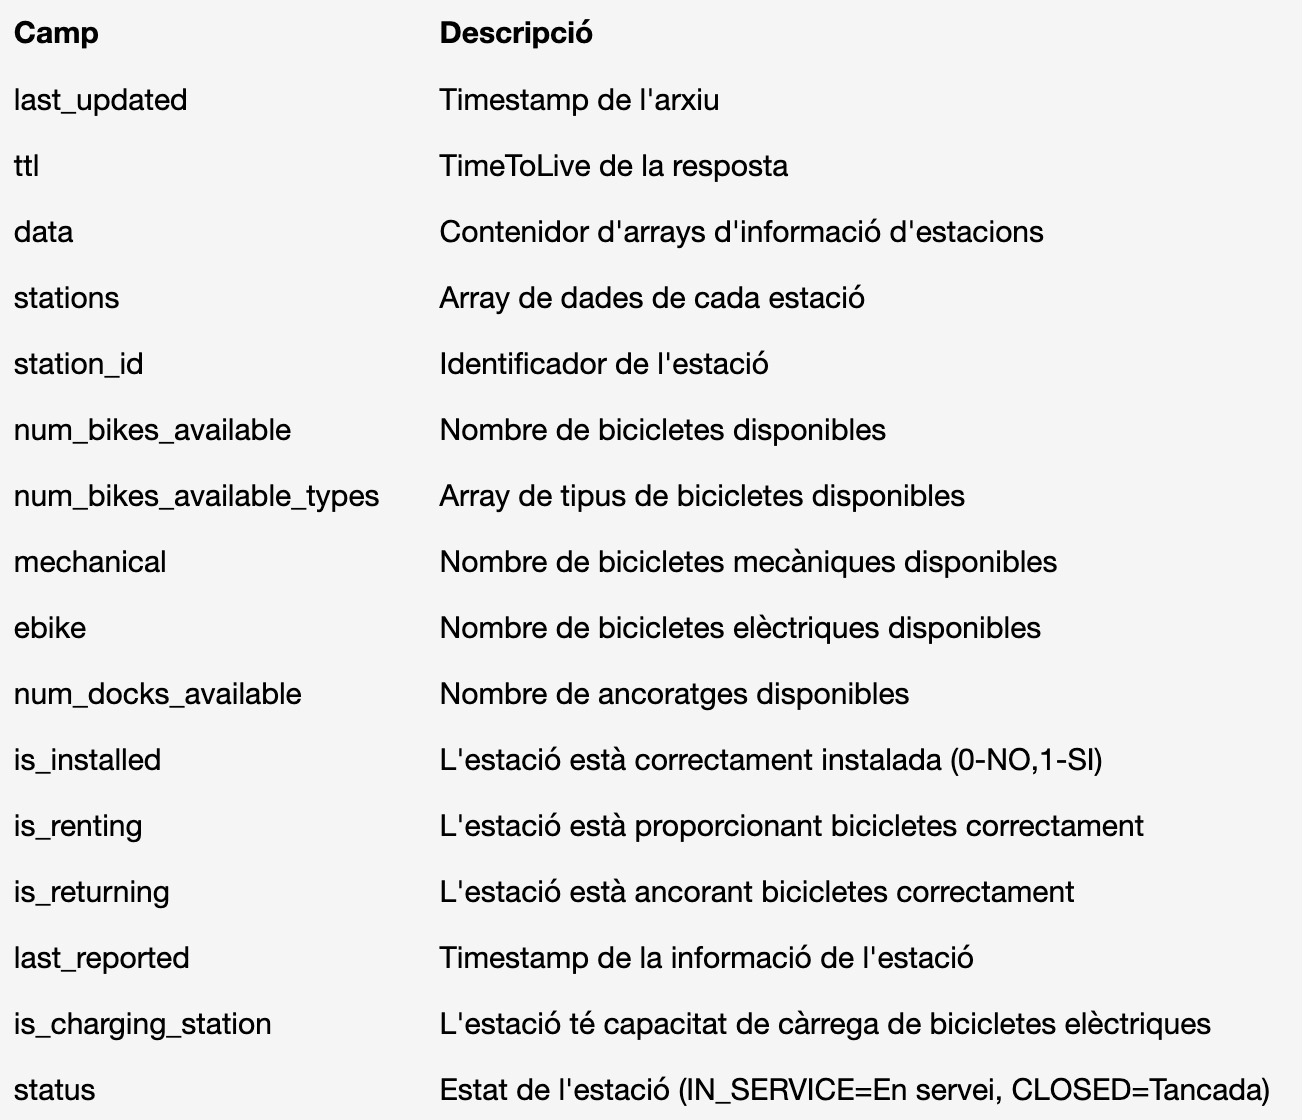 Camp Descripció
last_updated Timestamp de l'arxiu
ttl TimeToLive de la resposta
data Contenidor d'arrays d'informació d'estacions
stations Array de dades de cada estació
station_id Identificador de l'estació
num_bikes_available Nombre de bicicletes disponibles
num_bikes_available_types Array de tipus de bicicletes disponibles
mechanical Nombre de bicicletes mecàniques disponibles
ebike Nombre de bicicletes elèctriques disponibles
num_docks_available Nombre de ancoratges disponibles
is_installed L'estació està correctament instalada (0-NO,1-SI)
is_renting L'estació està proporcionant bicicletes correctament
is_returning L'estació està ancorant bicicletes correctament
last_reported Timestamp de la informació de l'estació
is_charging_station L'estació té capacitat de càrrega de bicicletes elèctriques
status Estat de l'estació (IN_SERVICE=En servei, CLOSED=Tancada)